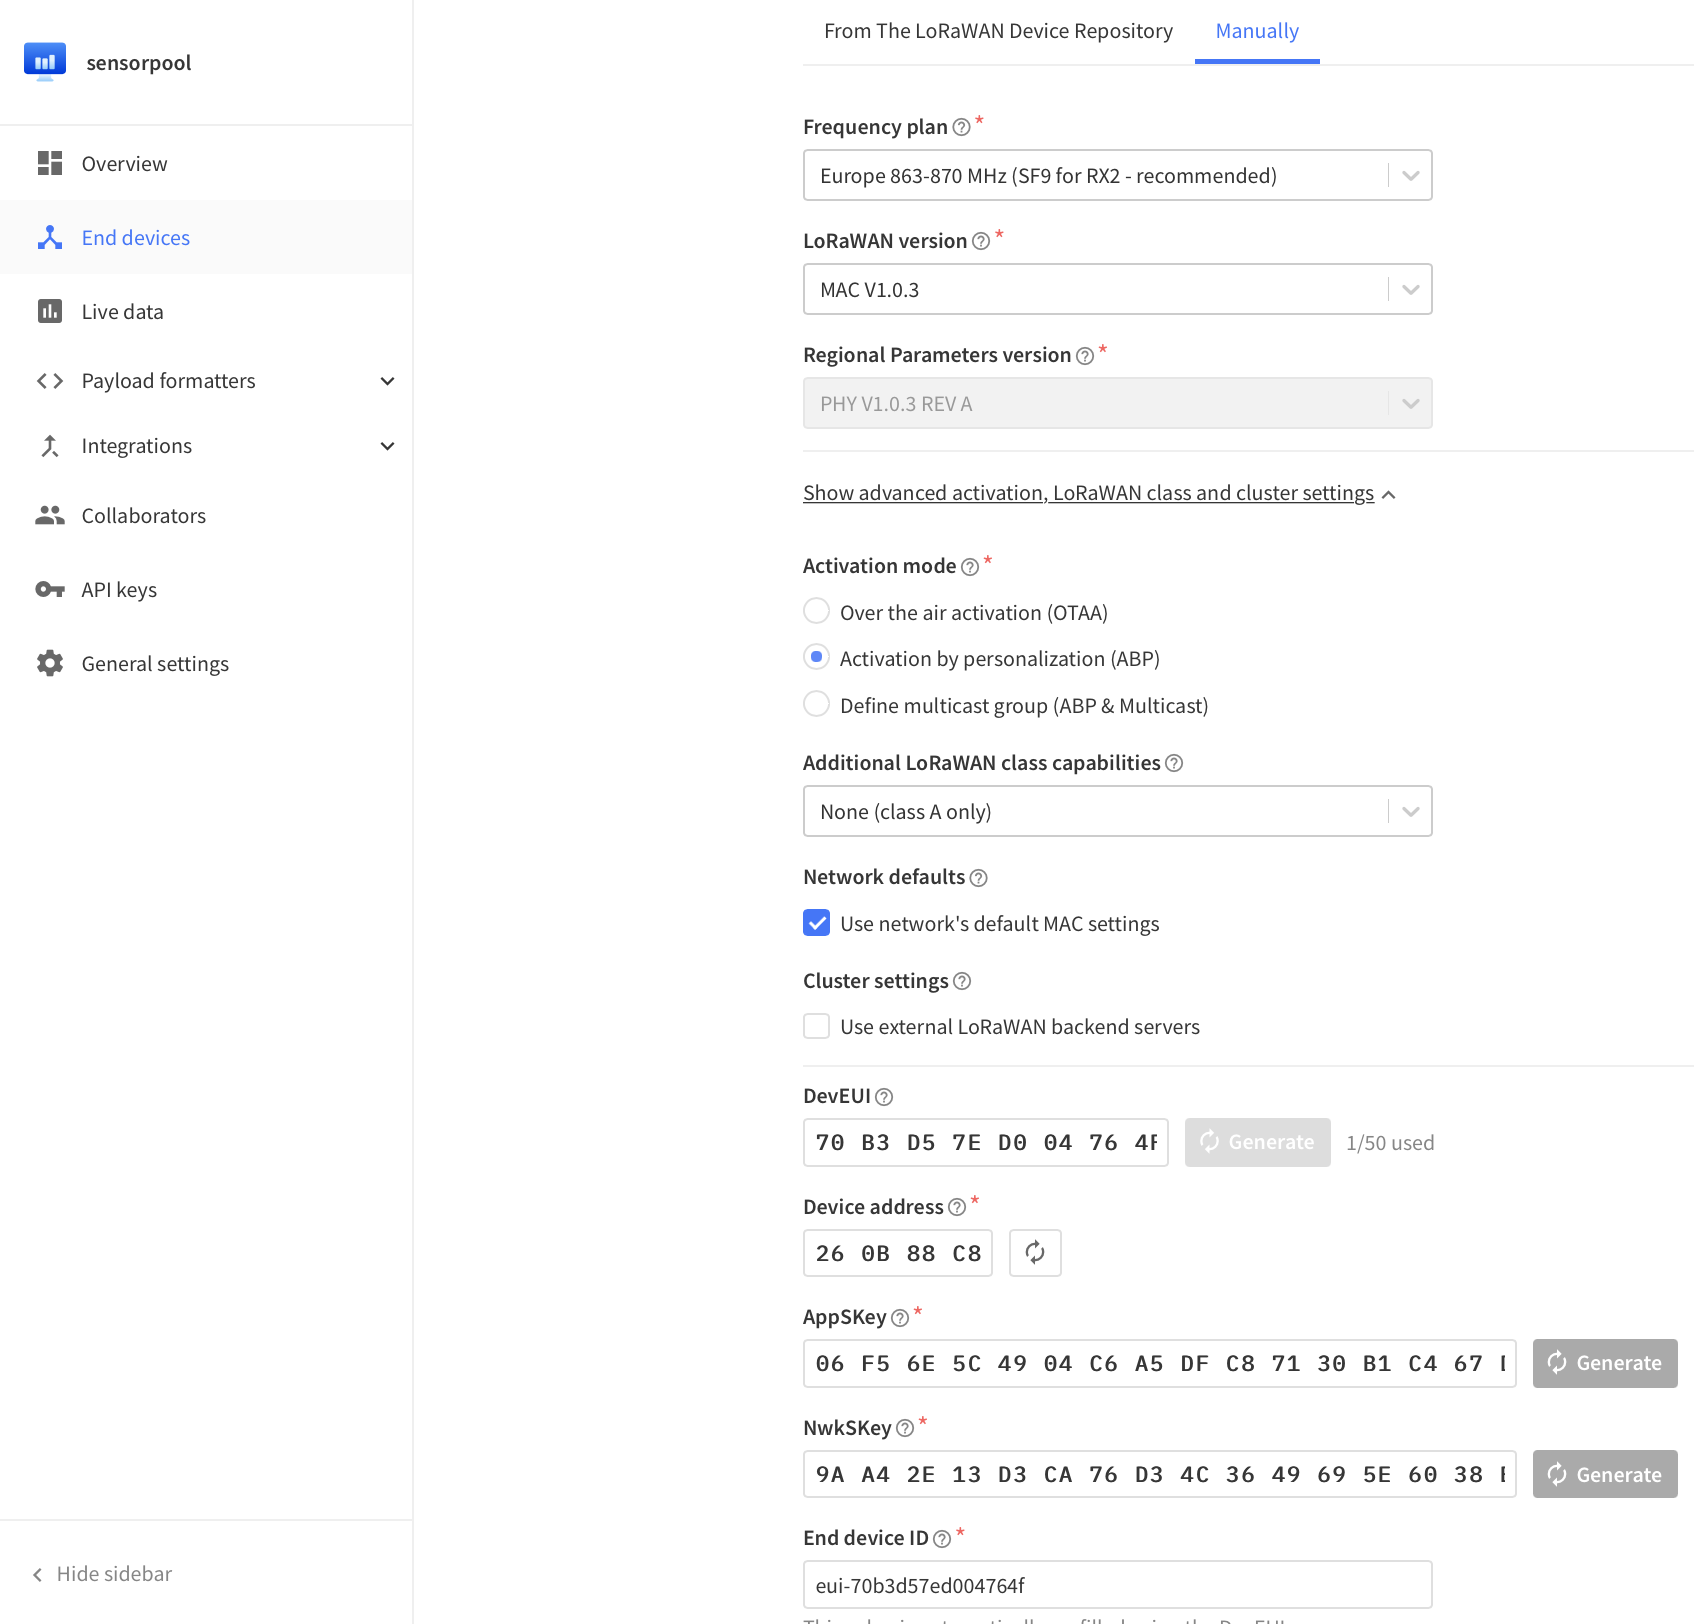 From The LoRaWAN Device Repository
Manually
sensorpool
Overview
End devices
Live data
Payload formatters
Integrations
Collaborators
API keys
General settings
Hide sidebar
Frequency plan *
Europe 863-870 MHz (SF9 for RX2 - recommended)
LoRaWAN version *
MAC V1.0.3
Regional Parameters version *
PHY V1.0.3 REV A
Show advanced activation, LoRaWAN class and cluster settings
Activation mode *
Over the air activation (OTAA)
Activation by personalization (ABP)
Define multicast group (ABP & Multicast)
Additional LoRaWAN class capabilities
None (class A only)
Network defaults
Use network's default MAC settings
Cluster settings
Use external LoRaWAN backend servers
DevEUI
70 B3 D5 7E D0 04 76 4F Generate 1/50 used
Device address *
26 0B 88 C8
AppSKey *
06 F5 6E 5C 49 04 C6 A5 DF C8 71 30 B1 C4 67 Generate
NwkSKey *
9A A4 2E 13 D3 CA 76 D3 4C 36 49 69 5E 60 38 Generate
End device ID *
eui-70b3d57ed004764f